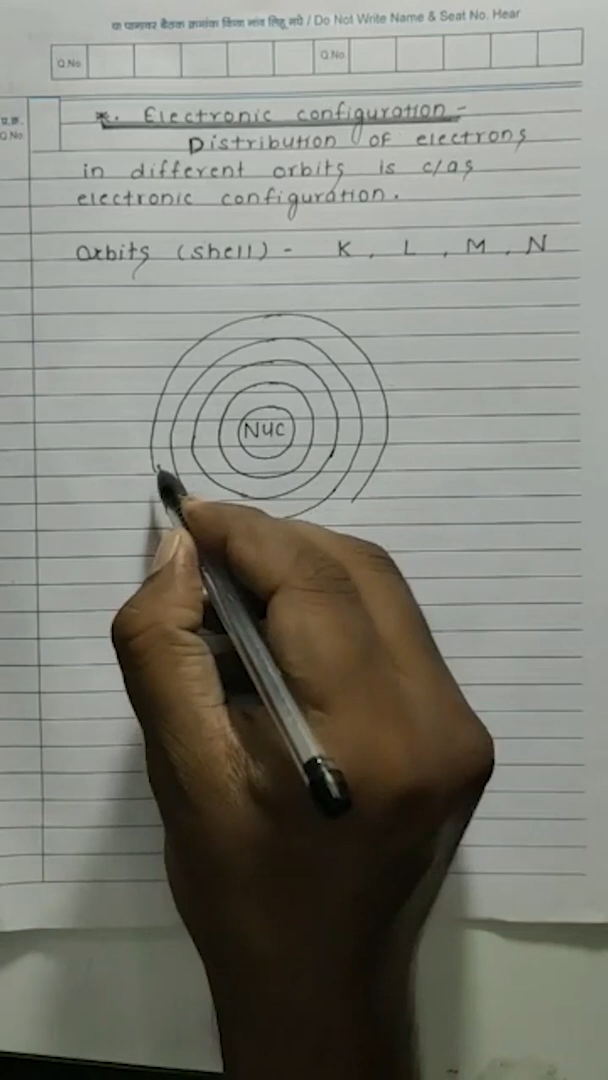 या पानावर बैठक क्रमांक किंवा नांव लिहू नये / Do Not Write Name & Seat No. Hear
Q.No
Q.No
प्र.क्र.
Q.No
*. Electronic configuration -
Distribution of electrons
in different orbits is c/as
electronic configuration.
Orbits (shell) - K, L, M, N
Nuc